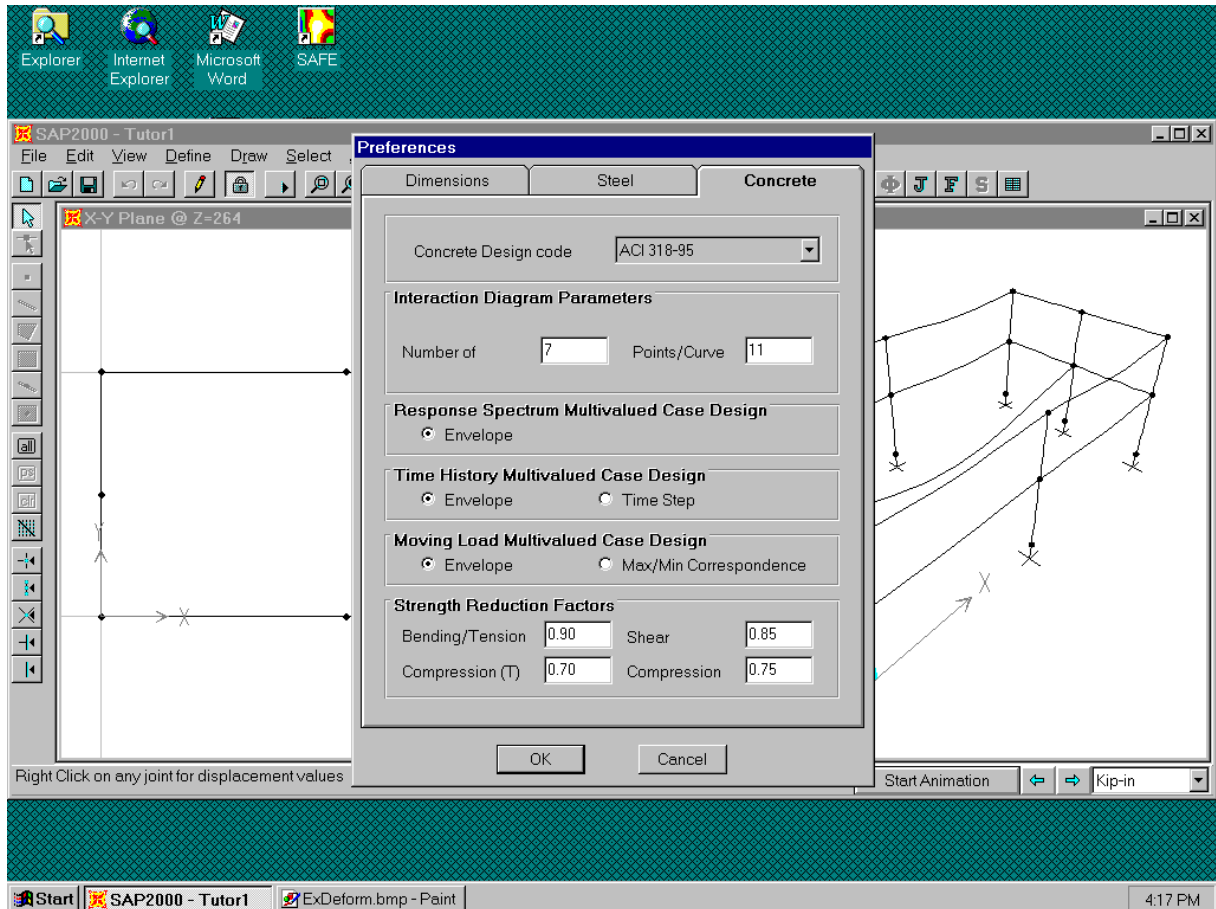 Explorer
Internet Explorer
Microsoft Word
SAFE
SAP2000 - Tutor1
File Edit View Define Draw Select
X-Y Plane @ Z=264
Preferences
Dimensions Steel Concrete
Concrete Design code ACI 318-95
Interaction Diagram Parameters
Number of 7 Points/Curve 11
Response Spectrum Multivalued Case Design
Envelope
Time History Multivalued Case Design
Envelope Time Step
Moving Load Multivalued Case Design
Envelope Max/Min Correspondence
Strength Reduction Factors
Bending/Tension 0.90 Shear 0.85
Compression (T) 0.70 Compression 0.75
OK Cancel
J F S
all
ps
clr
Y
X
X
Right Click on any joint for displacement values
Start Animation Kip-in
Start SAP2000 - Tutor1 ExDeform.bmp - Paint 4:17 PM